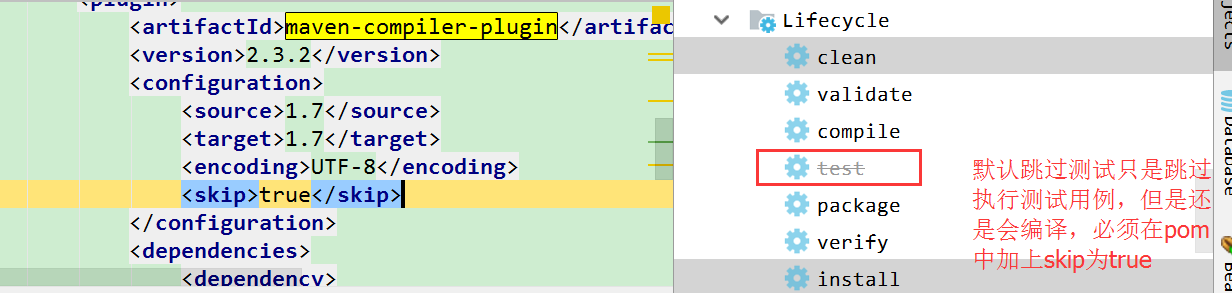 <plugin>
<artifactId>maven-compiler-plugin</artifac
<version>2.3.2</version>
<configuration>
<source>1.7</source>
<target>1.7</target>
<encoding>UTF-8</encoding>
<skip>true</skip>
</configuration>
<dependencies>
<dependency>
Lifecycle
clean
validate
compile
test
package
verify
install
默认跳过测试只是跳过
执行测试用例，但是还
是会编译，必须在pom
中加上skip为true
jects
Database
Bea